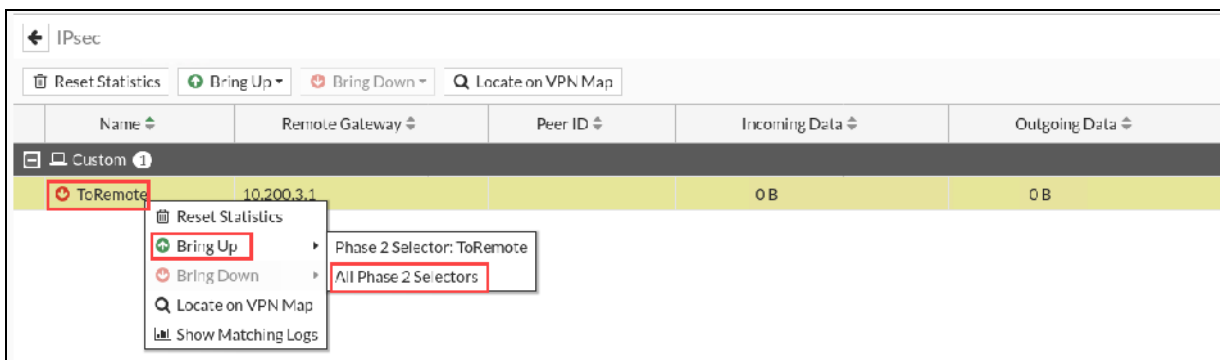 IPsec
Reset Statistics Bring Up Bring Down Locate on VPN Map
Name Remote Gateway Peer ID Incoming Data Outgoing Data
Custom 1
ToRemote 10.200.3.1 0 B 0 B
Reset Statistics
Bring Up Phase 2 Selector: ToRemote
Bring Down All Phase 2 Selectors
Locate on VPN Map
Show Matching Logs